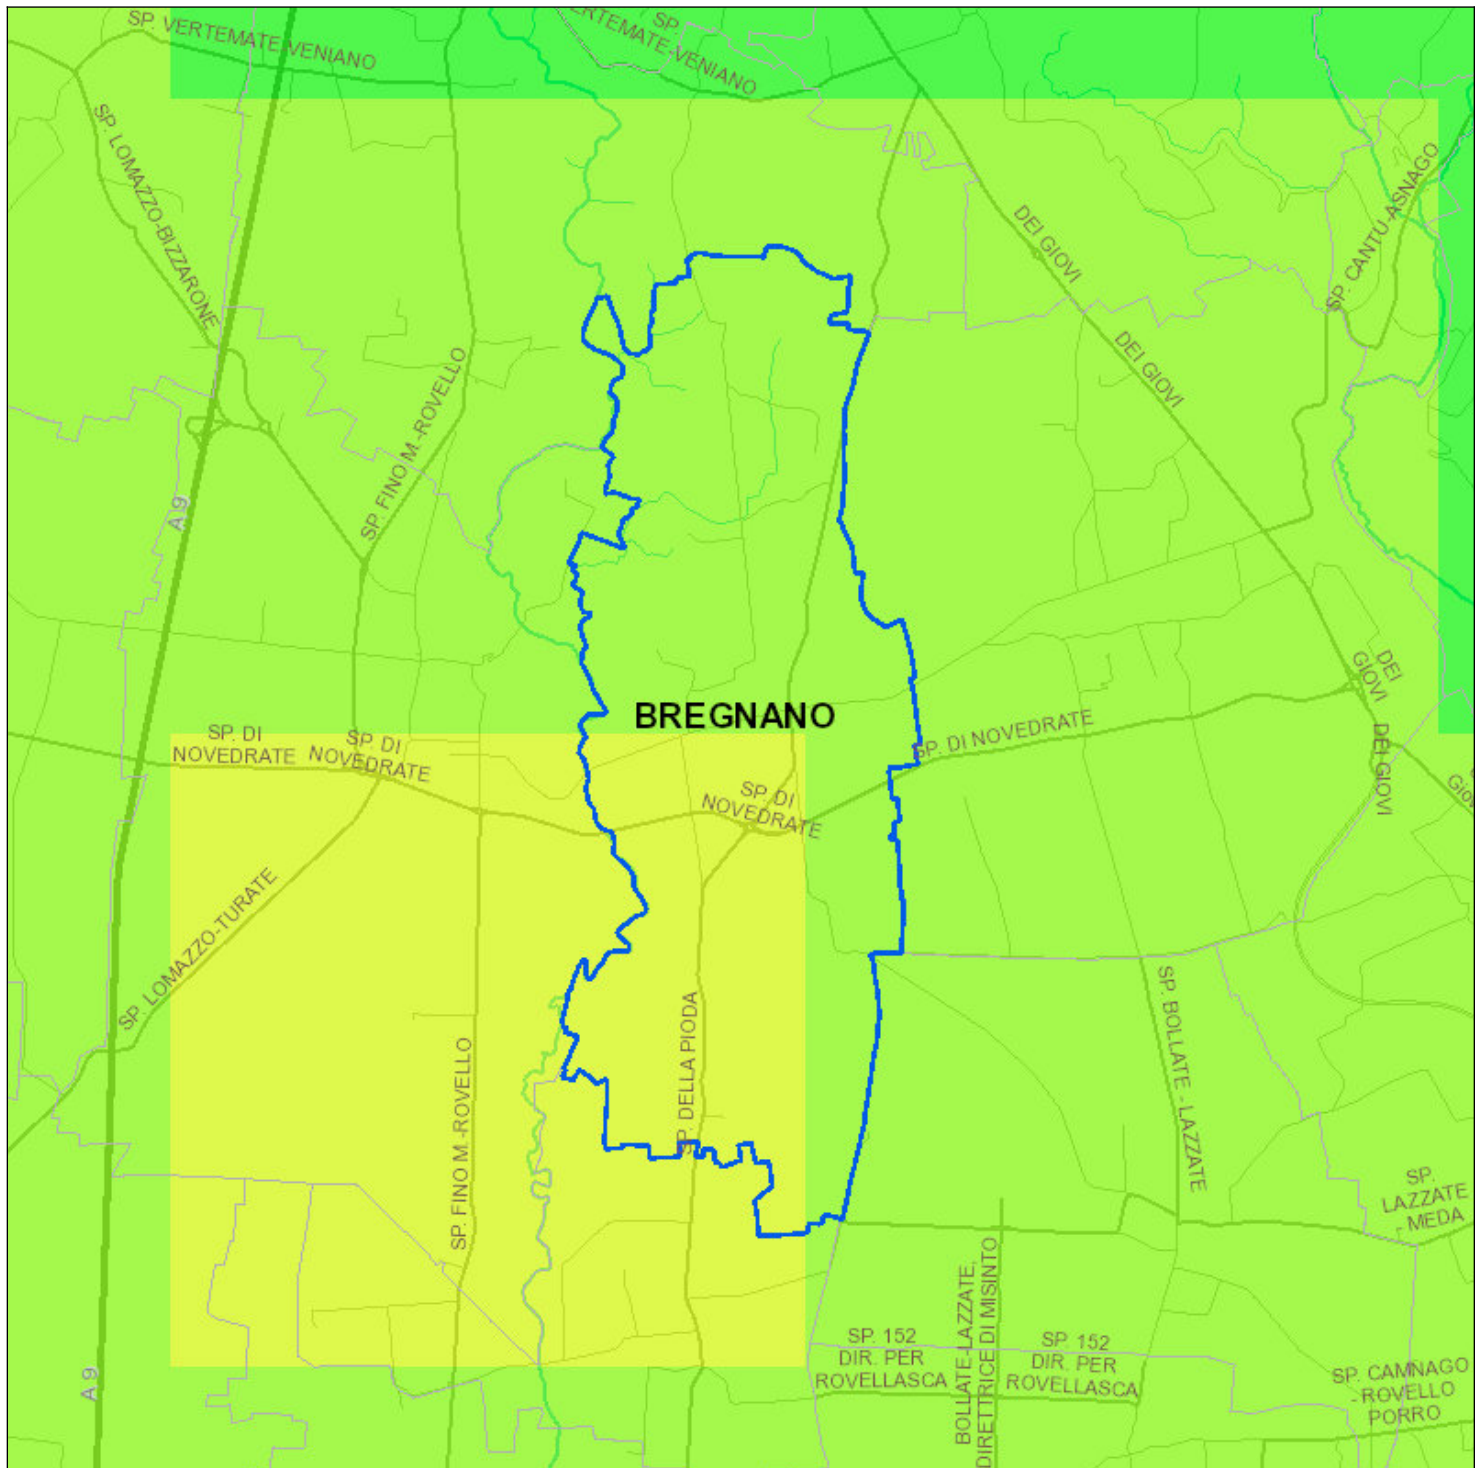 SP. VERTEMATE-VENIANO
SP.
VERTEMATE-VENIANO
SP. LOMAZZO-BIZZARONE
DEI GIOVI
SP. CANTU-ASNAGO
DEI GIOVI
SP. FINO M.-ROVELLO
A 9
DEI
GIOVI
BREGNANO
SP. DI
NOVEDRATE
SP. DI
NOVEDRATE
SP. DI NOVEDRATE
DEI GIOVI
SP. DI
NOVEDRATE
SP. LOMAZZO-TURATE
SP. DELLA PIODA
SP. BOLLATE - LAZZATE
SP. FINO M.-ROVELLO
SP.
LAZZATE
- MEDA
BOLLATE-LAZZATE,
DIRETTRICE DI MISINTO
SP. 152
DIR. PER
ROVELLASCA
SP. 152
DIR. PER
ROVELLASCA
A 9
SP. CAMNAGO
- ROVELLO
PORRO